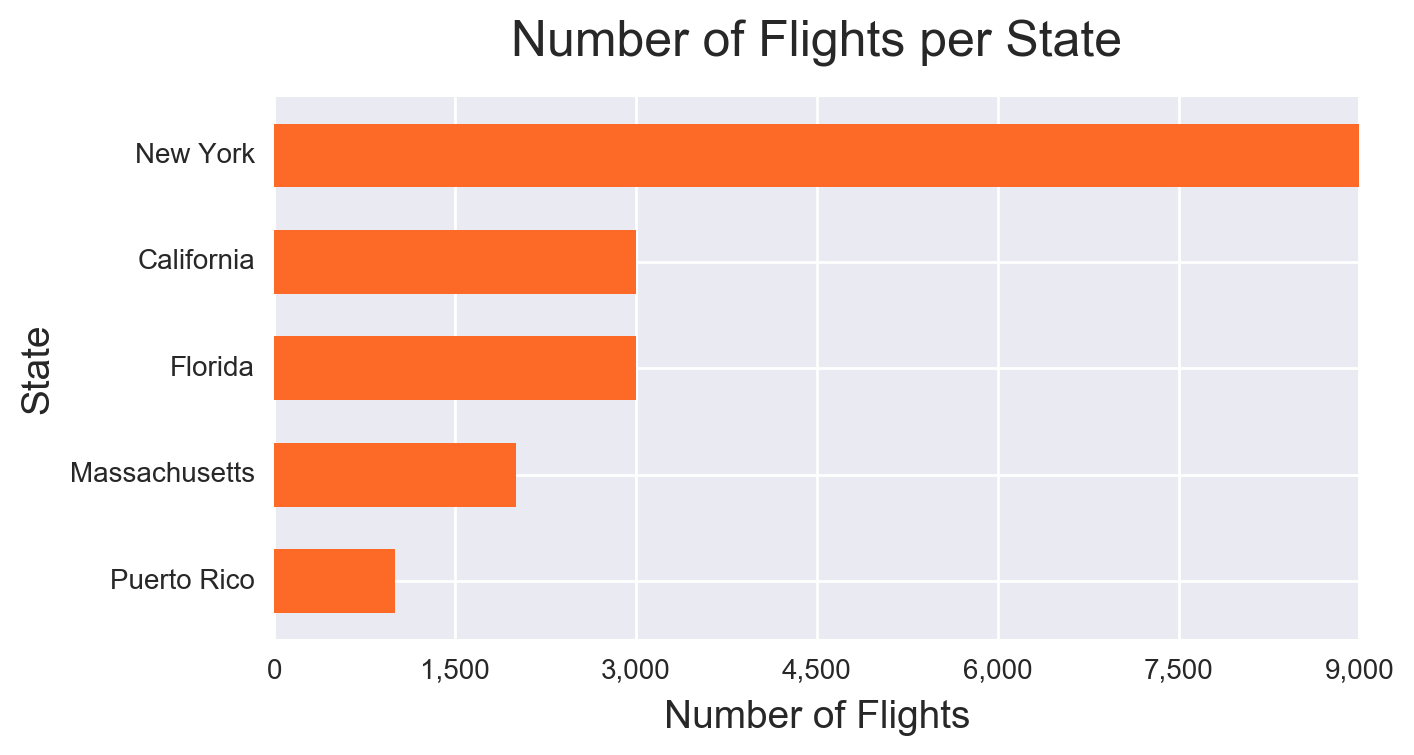 Number of Flights per State
New York
California
Florida
Massachusetts
Puerto Rico
State
0 1,500 3,000 4,500 6,000 7,500 9,000
Number of Flights